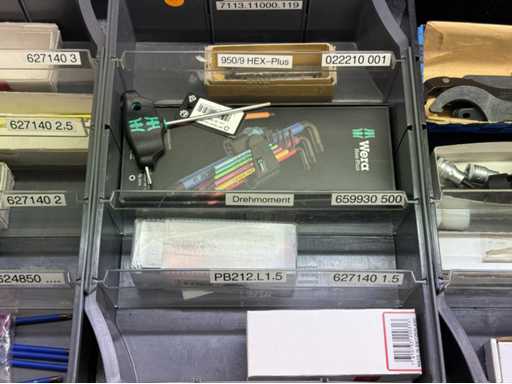 7113.11000.119
627140 3
950/9 HEX-Plus
022210 001
627140 2.5
Wera
Drehmoment
659930 500
627140 2
PB212.L1.5
627140 1.5
624850 ....